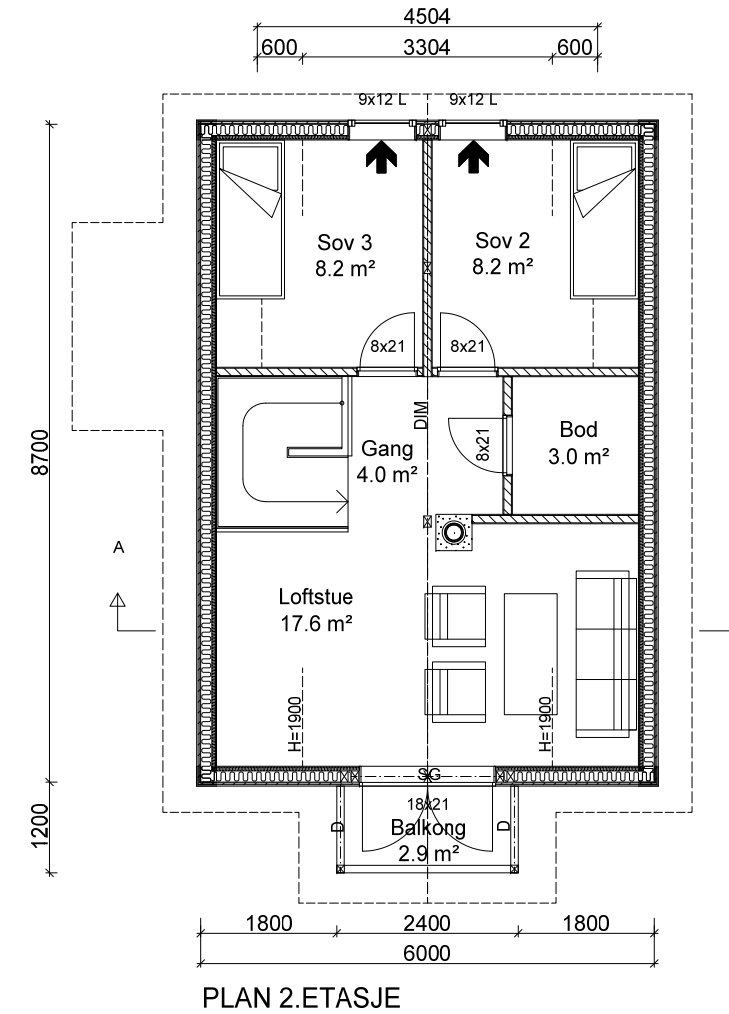 4504
600 3304 600
9x12 L 9x12 L
Sov 3
8.2 m²
Sov 2
8.2 m²
8x21 8x21
8700
DIM
Gang
4.0 m²
8x21
Bod
3.0 m²
A
Loftstue
17.6 m²
H=1900 H=1900
SG
18x21
1200
D Balkong D
2.9 m²
1800 2400 1800
6000
PLAN 2.ETASJE